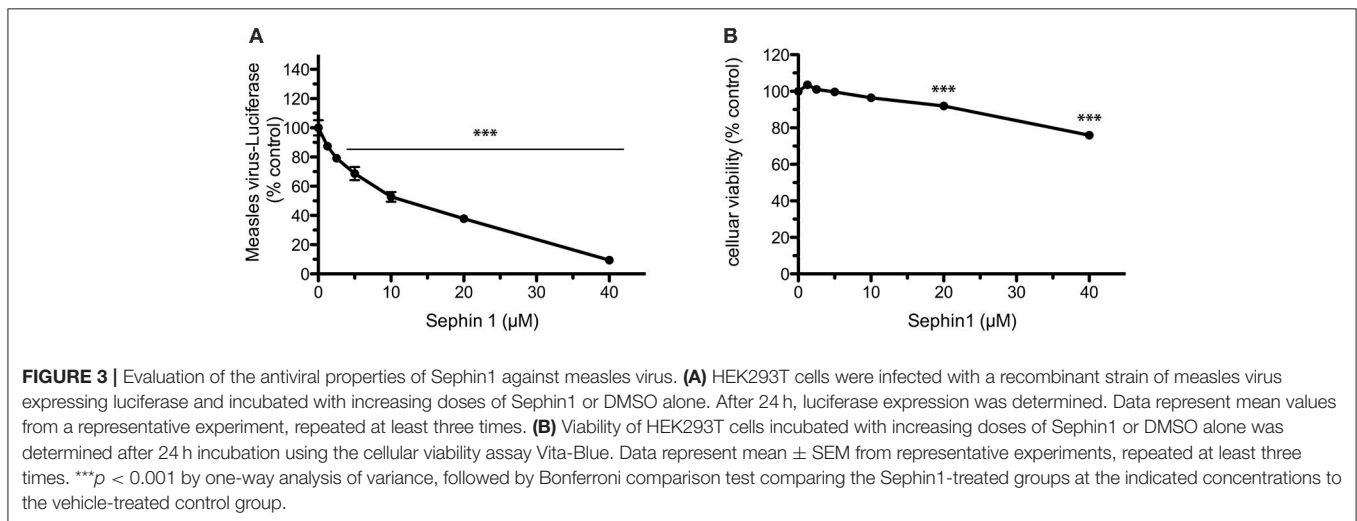 A
Measles virus-Luciferase
(% control)
140
120
100
80
60
40
20
0
***
0 10 20 30 40
Sephin 1 (µM)
B
celluar viability (% control)
120
100
80
60
40
20
0
***
***
0 10 20 30 40
Sephin1 (µM)
FIGURE 3 | Evaluation of the antiviral properties of Sephin1 against measles virus. (A) HEK293T cells were infected with a recombinant strain of measles virus
expressing luciferase and incubated with increasing doses of Sephin1 or DMSO alone. After 24 h, luciferase expression was determined. Data represent mean values
from a representative experiment, repeated at least three times. (B) Viability of HEK293T cells incubated with increasing doses of Sephin1 or DMSO alone was
determined after 24 h incubation using the cellular viability assay Vita-Blue. Data represent mean ± SEM from representative experiments, repeated at least three
times. ***p < 0.001 by one-way analysis of variance, followed by Bonferroni comparison test comparing the Sephin1-treated groups at the indicated concentrations to
the vehicle-treated control group.